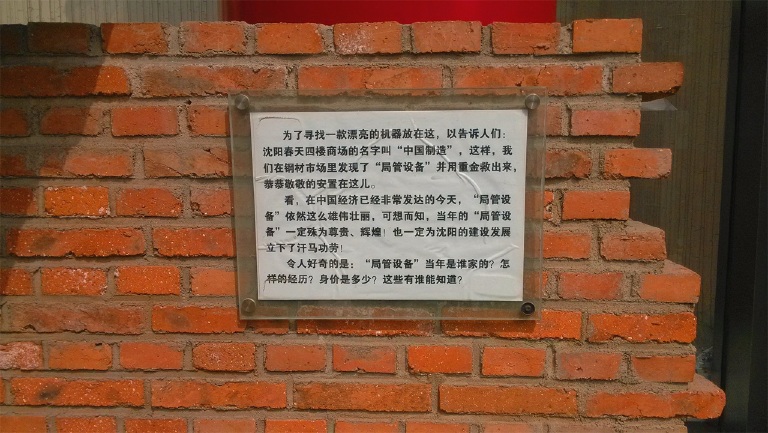 为了寻找一款漂亮的机器放在这，以告诉人们：
沈阳春天四楼商场的名字叫“中国制造”，这样，我
们在钢材市场里发现了“局管设备”并用重金救出来，
恭恭敬敬的安置在这儿。
看，在中国经济已经非常发达的今天，“局管设
备”依然这么雄伟壮丽，可想而知，当年的“局管设
备”一定殊为尊贵、辉煌！也一定为沈阳的建设发展
立下了汗马功劳！
令人好奇的是：“局管设备”当年是谁家的？怎
样的经历？身价是多少？这些有谁能知道？